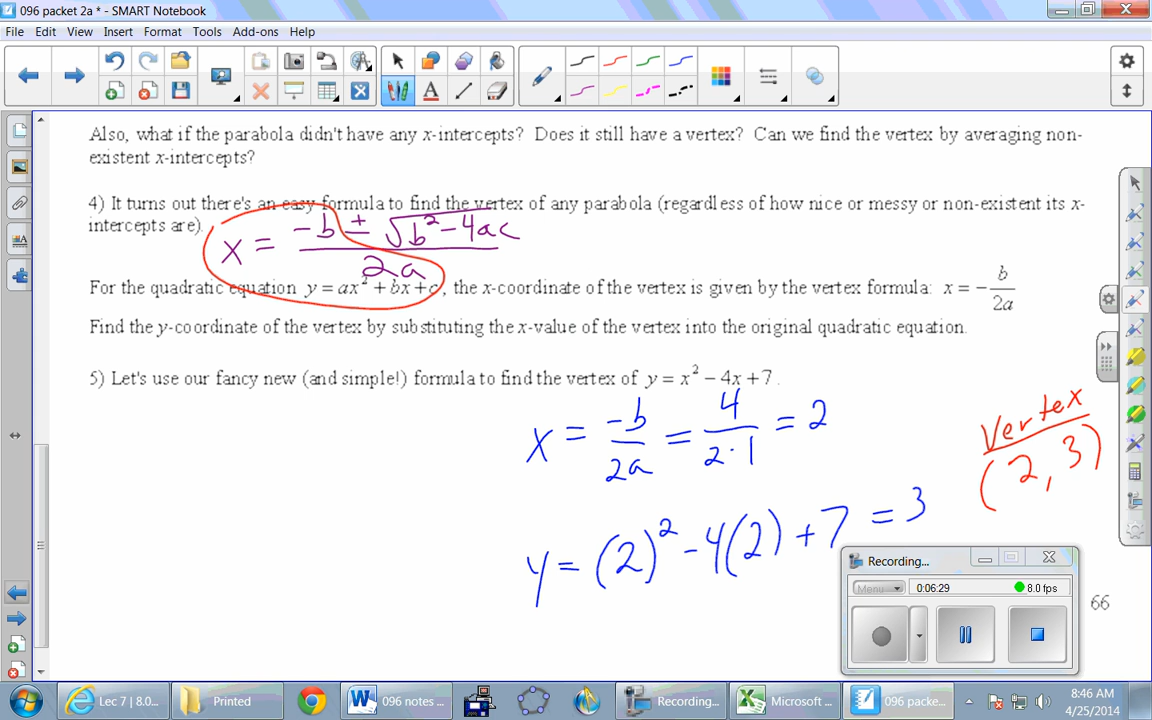 096 packet 2a * - SMART Notebook
File Edit View Insert Format Tools Add-ons Help
Also, what if the parabola didn't have any x-intercepts? Does it still have a vertex? Can we find the vertex by averaging non-
existent x-intercepts?
4) It turns out there's an easy formula to find the vertex of any parabola (regardless of how nice or messy or non-existent its x-
intercepts are).
x = (-b ± √(b² - 4ac)) / 2a
For the quadratic equation y = ax² + bx + c, the x-coordinate of the vertex is given by the vertex formula: x = - b/2a
Find the y-coordinate of the vertex by substituting the x-value of the vertex into the original quadratic equation.
5) Let's use our fancy new (and simple!) formula to find the vertex of y = x² - 4x + 7.
x = -b/2a = 4/2·1 = 2
Vertex
(2, 3)
y = (2)² - 4(2) + 7 = 3
Recording...
Menu 0:06:29 8.0 fps
66
Lec 7 | 8.0... Printed 096 notes ... Recording... Microsoft ... 096 packe...
8:46 AM
4/25/2014